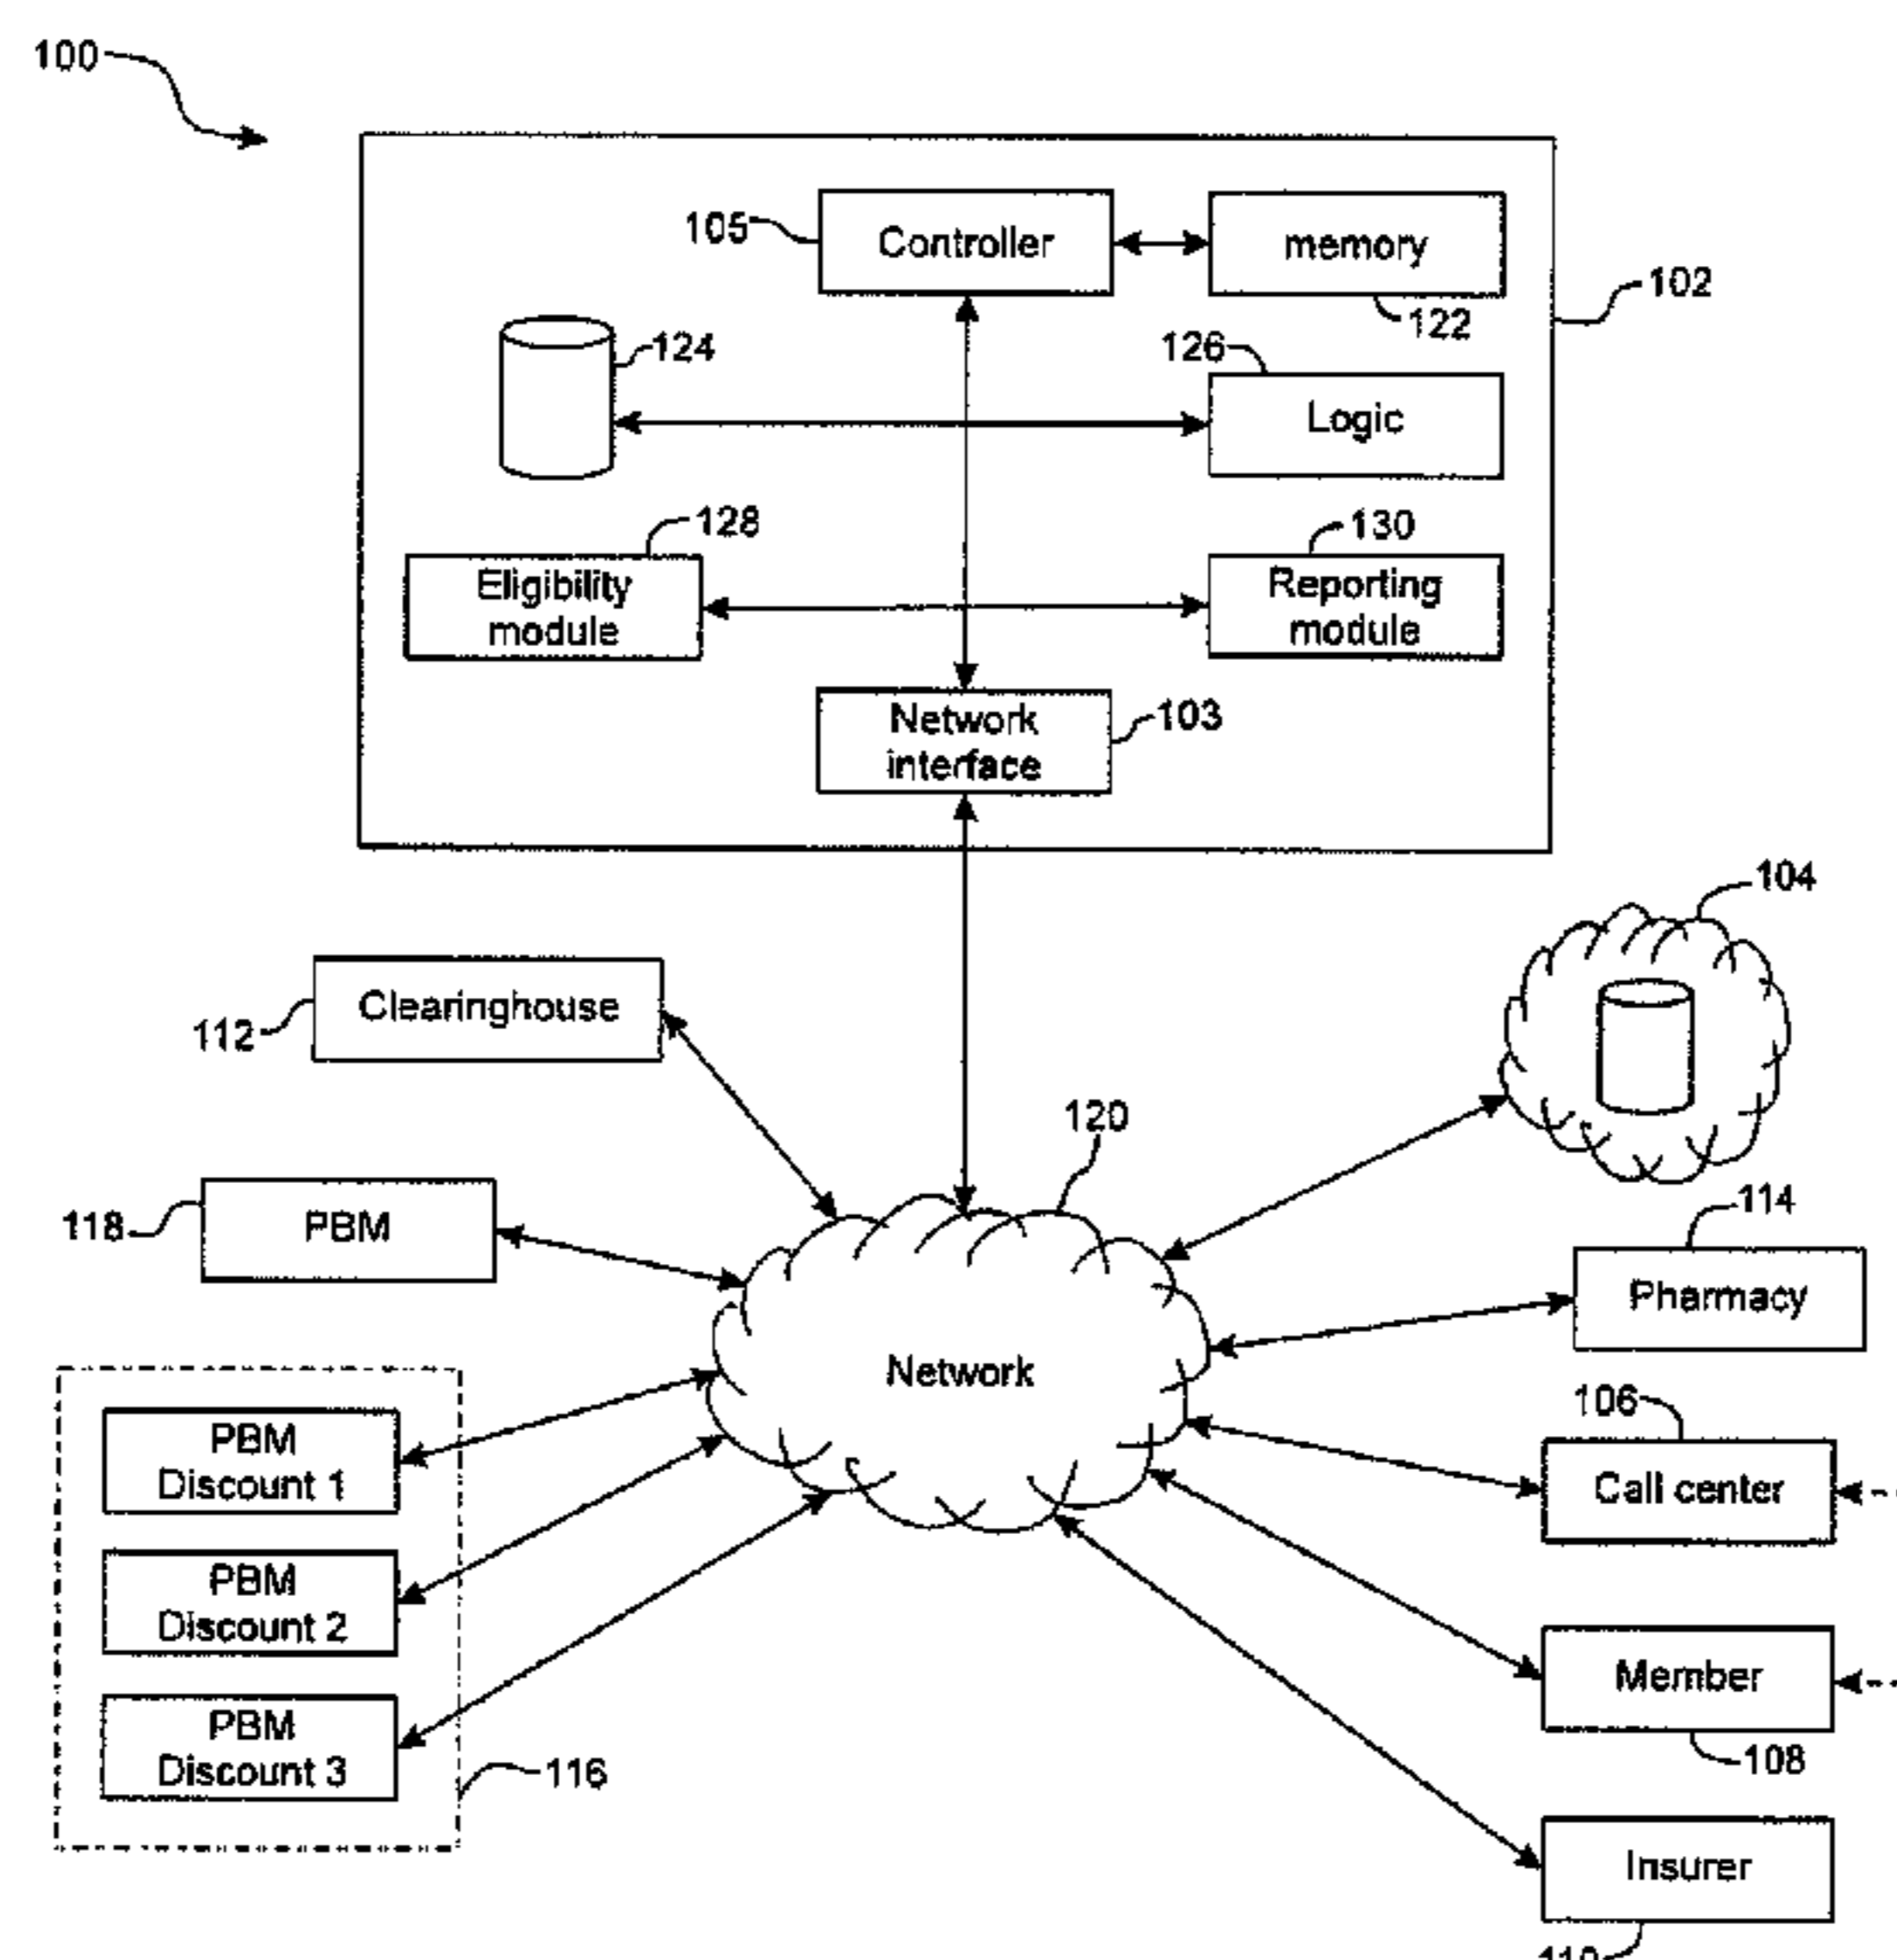 100
105
Controller
memory
102
122
124
126
Logic
128
130
Eligibility
module
Reporting
module
Network
interface
103
104
Clearinghouse
112
120
118
PBM
114
Pharmacy
Network
106
PBM
Discount 1
Call center
PBM
Discount 2
Member
PBM
Discount 3
116
108
Insurer